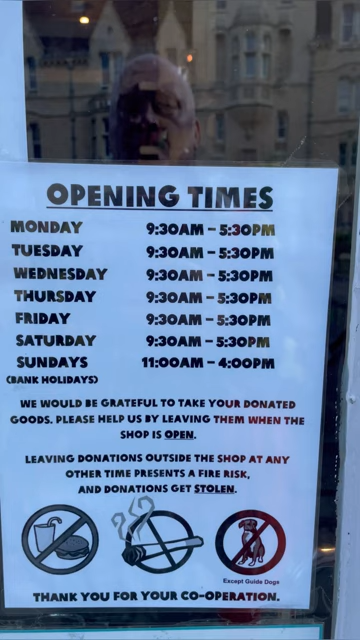 OPENING TIMES
MONDAY 9:30AM - 5:30PM
TUESDAY 9:30AM - 5:30PM
WEDNESDAY 9:30AM - 5:30PM
THURSDAY 9:30AM - 5:30PM
FRIDAY 9:30AM - 5:30PM
SATURDAY 9:30AM - 5:30PM
SUNDAYS 11:00AM - 4:00PM
(BANK HOLIDAYS)
WE WOULD BE GRATEFUL TO TAKE YOUR DONATED
GOODS. PLEASE HELP US BY LEAVING THEM WHEN THE
SHOP IS OPEN.
LEAVING DONATIONS OUTSIDE THE SHOP AT ANY
OTHER TIME PRESENTS A FIRE RISK,
AND DONATIONS GET STOLEN.
Except Guide Dogs
THANK YOU FOR YOUR CO-OPERATION.